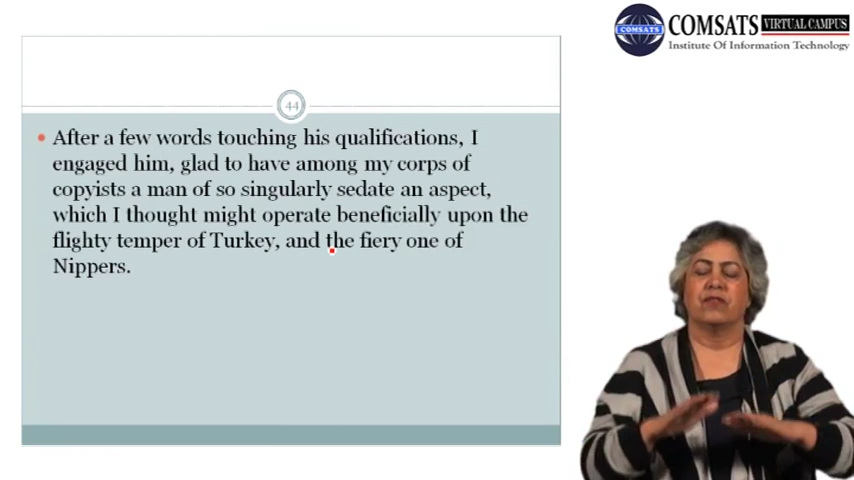 COMSATS VIRTUAL CAMPUS
COMSATS
Institute Of Information Technology
44
After a few words touching his qualifications, I
engaged him, glad to have among my corps of
copyists a man of so singularly sedate an aspect,
which I thought might operate beneficially upon the
flighty temper of Turkey, and the fiery one of
Nippers.